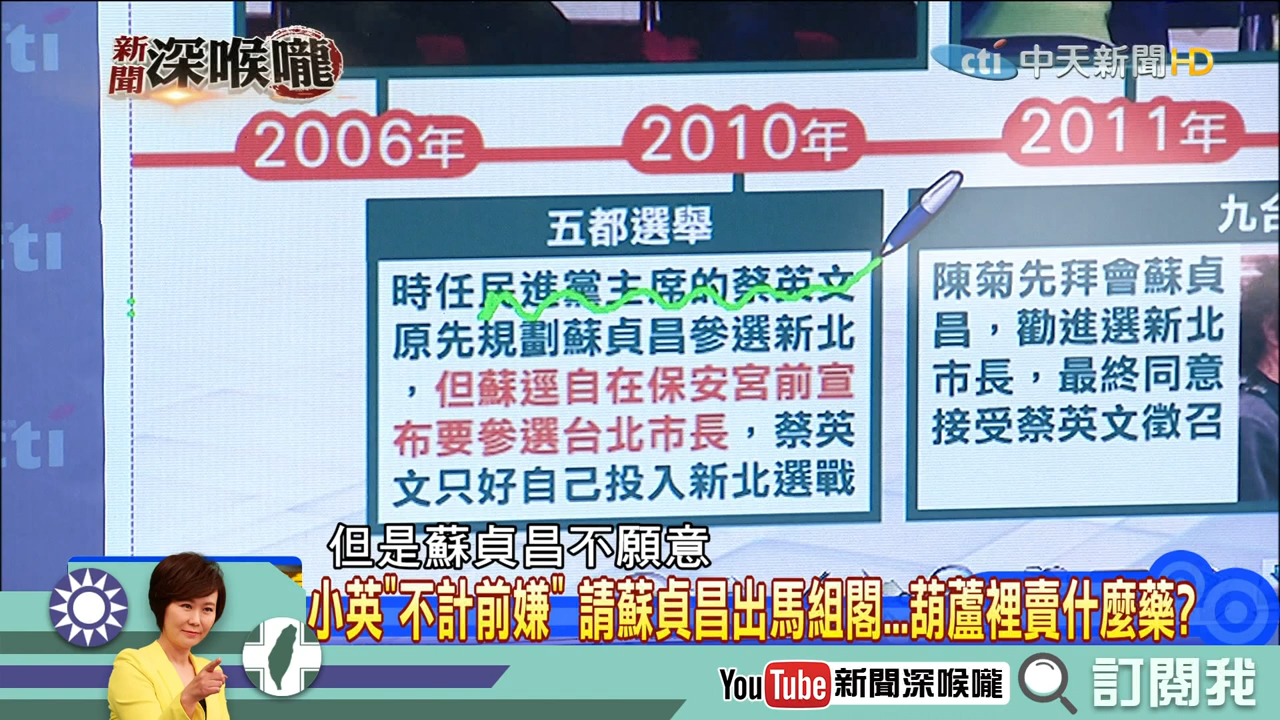 新聞深喉嚨
cti中天新聞HD
cti
cti
cti
2006年
2010年
2011年
五都選舉
時任民進黨主席的蔡英文
原先規劃蘇貞昌參選新北
，但蘇逕自在保安宮前宣
布要參選台北市長，蔡英
文只好自己投入新北選戰
九台
陳菊先拜會蘇貞
昌，勸進選新北
市長，最終同意
接受蔡英文徵召
但是蘇貞昌不願意
小英"不計前嫌" 請蘇貞昌出馬組閣...葫蘆裡賣什麼藥?
YouTube 新聞深喉嚨
訂閱我